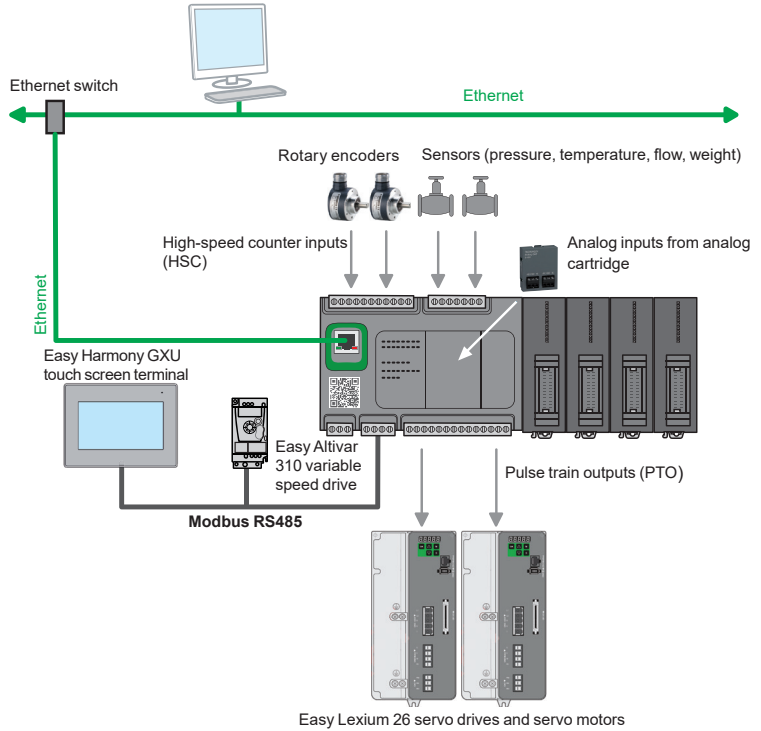 Ethernet switch
Ethernet
Rotary encoders
Sensors (pressure, temperature, flow, weight)
High-speed counter inputs
(HSC)
Analog inputs from analog
cartridge
Ethernet
Easy Harmony GXU
touch screen terminal
Easy Altivar
310 variable
speed drive
Pulse train outputs (PTO)
Modbus RS485
Easy Lexium 26 servo drives and servo motors